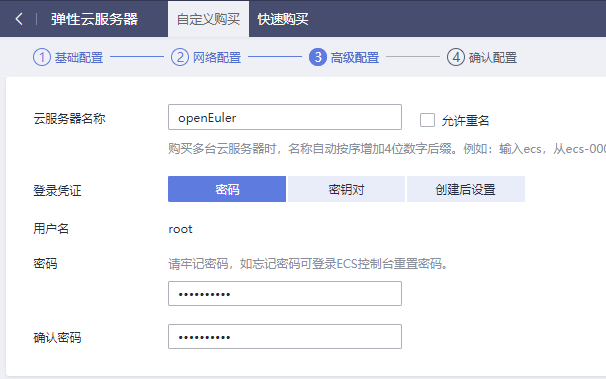 弹性云服务器 自定义购买 快速购买
1 基础配置 2 网络配置 3 高级配置 4 确认配置
云服务器名称 openEuler 允许重名
购买多台云服务器时，名称自动按序增加4位数字后缀。例如：输入ecs，从ecs-000
登录凭证 密码 密钥对 创建后设置
用户名 root
密码 请牢记密码，如忘记密码可登录ECS控制台重置密码。
••••••••••
确认密码 ••••••••••